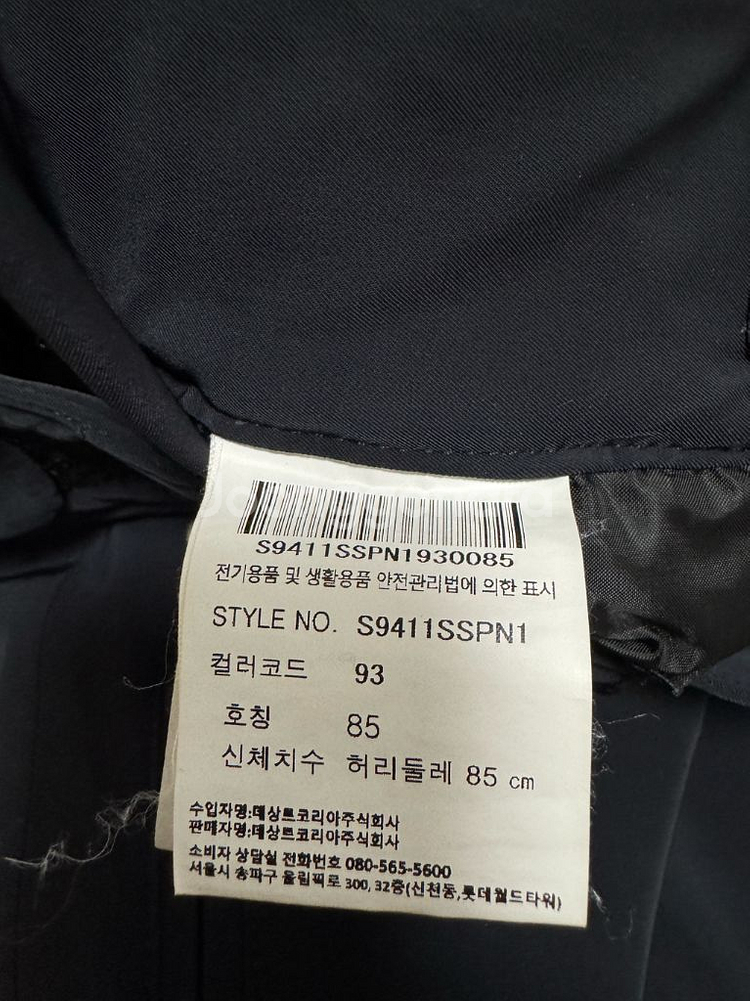 S9411SSPN1930085
전기용품 및 생활용품 안전관리법에 의한 표시
STYLE NO. S9411SSPN1
컬러코드 93
호칭 85
신체치수 허리둘레 85 cm
수입자명:데상트코리아주식회사
판매자명:데상트코리아주식회사
소비자 상담실 전화번호 080-565-5600
서울시 송파구 올림픽로 300, 32층(신천동,롯데월드타워)